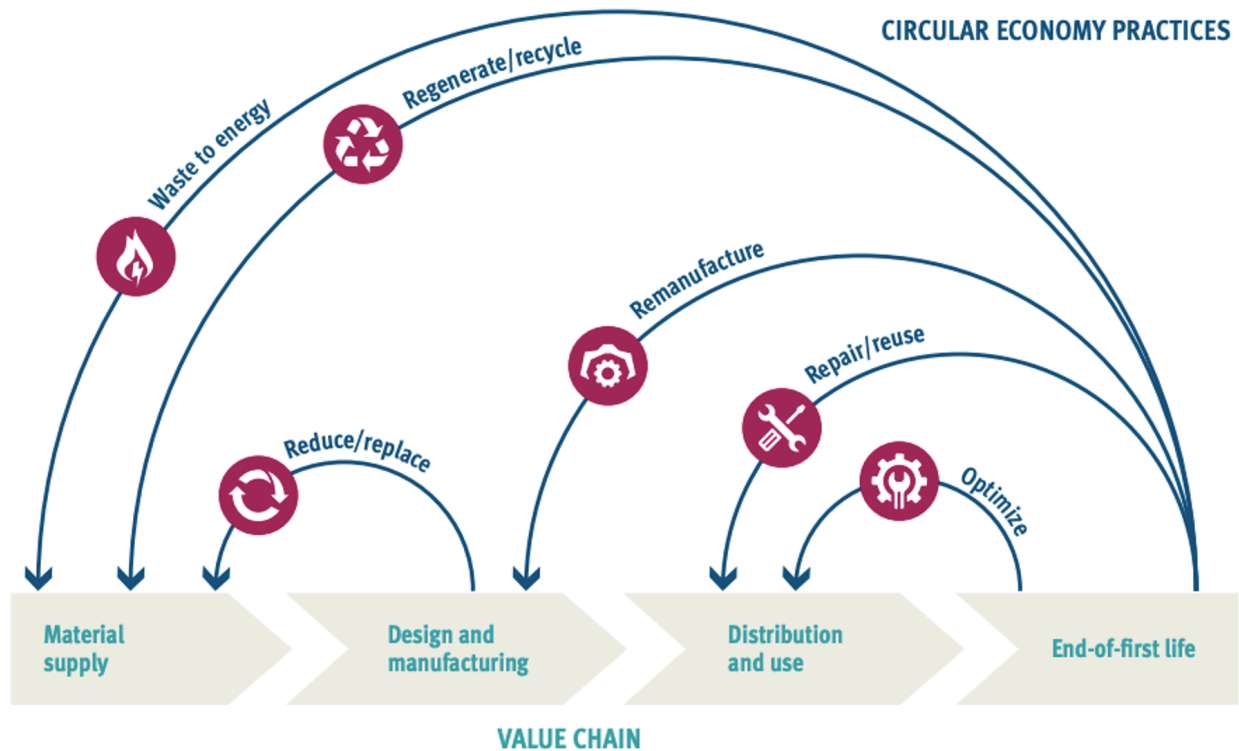 CIRCULAR ECONOMY PRACTICES
Regenerate/recycle
Waste to energy
Remanufacture
Repair/reuse
Reduce/replace
Optimize
Material
supply
Design and
manufacturing
Distribution
and use
End-of-first life
VALUE CHAIN